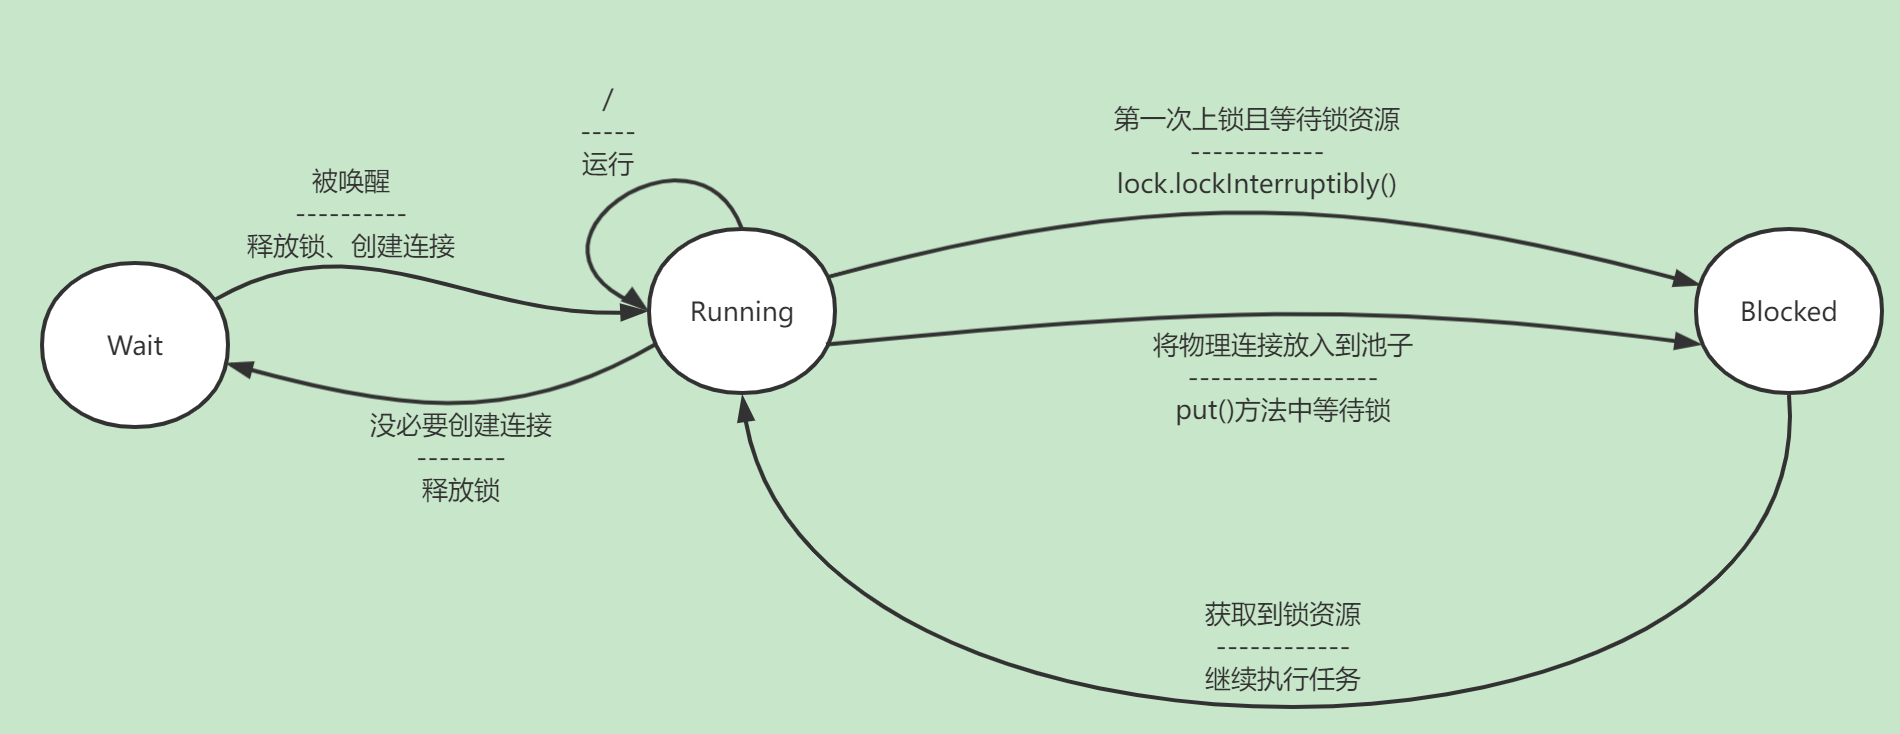 /
-----
运行
被唤醒
----------
释放锁、创建连接
第一次上锁且等待锁资源
------------
lock.lockInterruptibly()
Wait
Running
Blocked
将物理连接放入到池子
-----------------
put()方法中等待锁
没必要创建连接
--------
释放锁
获取到锁资源
------------
继续执行任务